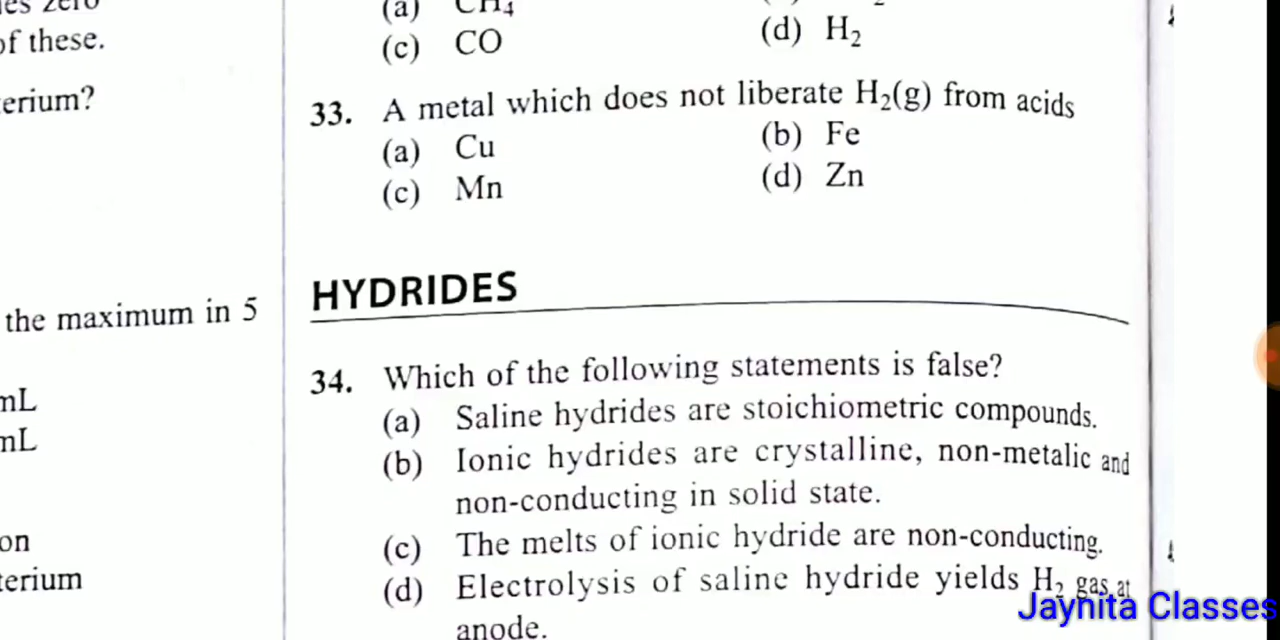 of these.
erium?
the maximum in 5
mL
mL
on
terium
(a) CH4
(c) CO
(d) H2
33. A metal which does not liberate H2(g) from acids
(a) Cu
(b) Fe
(c) Mn
(d) Zn
HYDRIDES
34. Which of the following statements is false?
(a) Saline hydrides are stoichiometric compounds.
(b) Ionic hydrides are crystalline, non-metalic and
non-conducting in solid state.
(c) The melts of ionic hydride are non-conducting.
(d) Electrolysis of saline hydride yields H2 gas at
anode.
Jaynita Classes